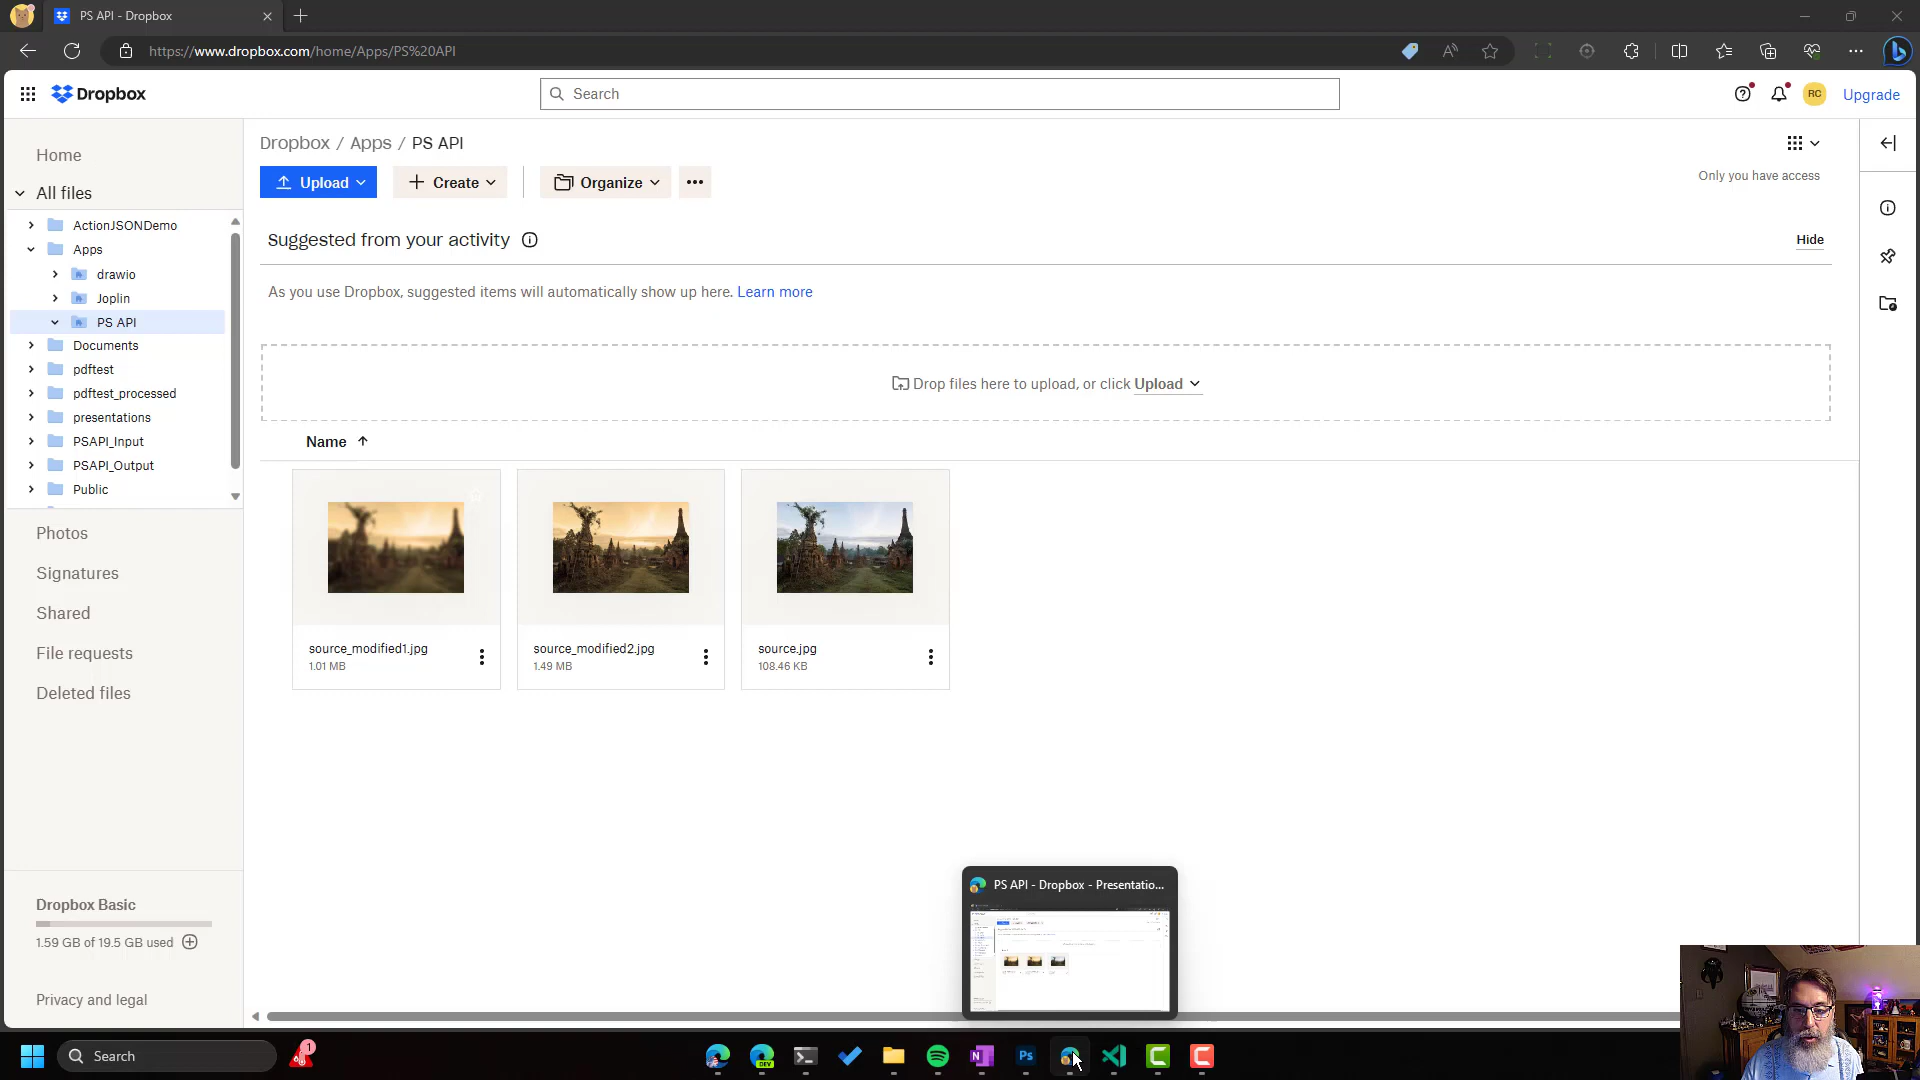 PS API - Dropbox
https://www.dropbox.com/home/Apps/PS%20API
Dropbox
Search
RC
Upgrade
Home
All files
ActionJSONDemo
Apps
drawio
Joplin
PS API
Documents
pdftest
pdftest_processed
presentations
PSAPI_Input
PSAPI_Output
Public
Photos
Signatures
Shared
File requests
Deleted files
Dropbox Basic
1.59 GB of 19.5 GB used
Privacy and legal
Dropbox / Apps / PS API
Upload
Create
Organize
Only you have access
Suggested from your activity
Hide
As you use Dropbox, suggested items will automatically show up here. Learn more
Drop files here to upload, or click Upload
Name
source_modified1.jpg
1.01 MB
source_modified2.jpg
1.49 MB
source.jpg
108.46 KB
PS API - Dropbox - Presentatio...
Search
1
DEV
N
Ps